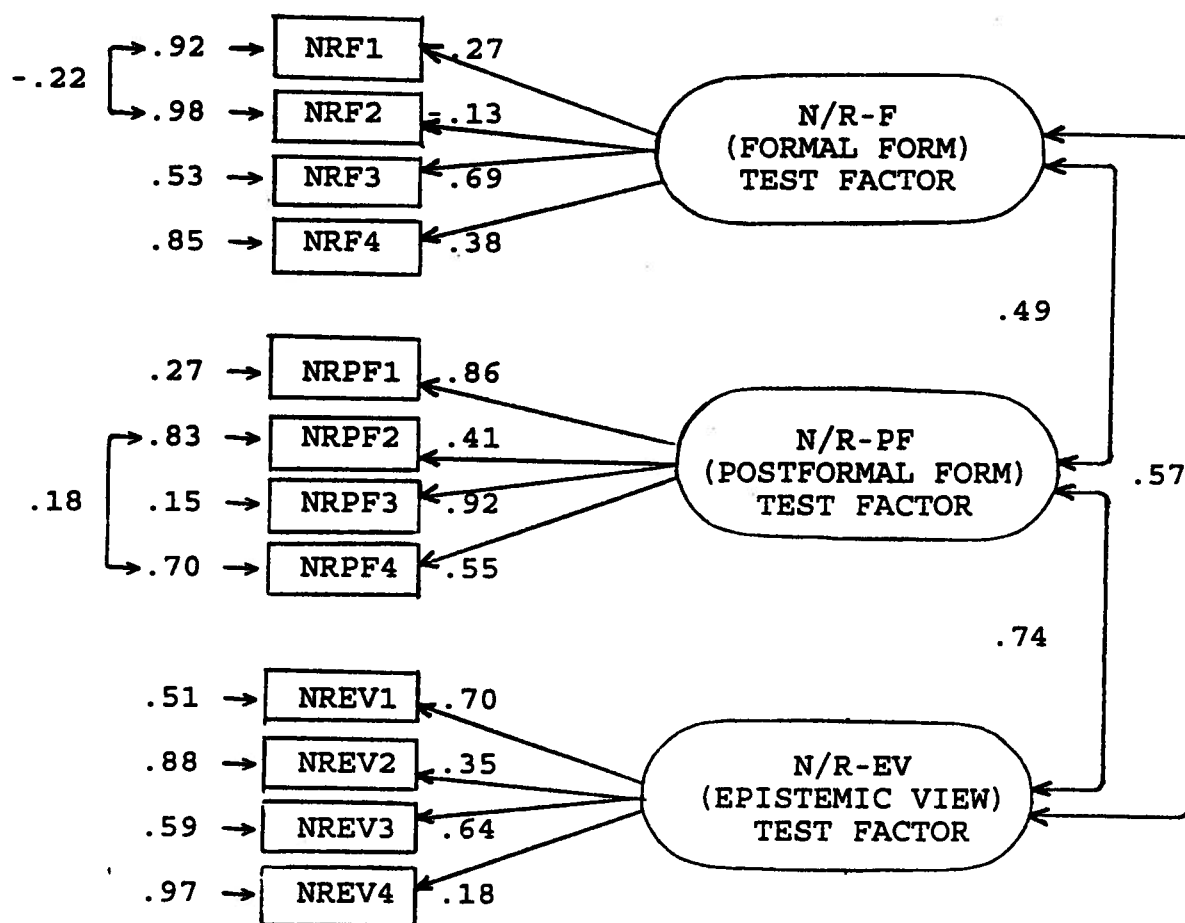 .92 NRF1 .27
-.22
.98 NRF2 -.13
N/R-F
(FORMAL FORM)
TEST FACTOR
.53 NRF3 .69
.85 NRF4 .38
.49
.27 NRPF1 .86
.83 NRPF2 .41
N/R-PF
(POSTFORMAL FORM)
TEST FACTOR
.57
.18
.15 NRPF3 .92
.70 NRPF4 .55
.74
.51 NREV1 .70
.88 NREV2 .35
N/R-EV
(EPISTEMIC VIEW)
TEST FACTOR
.59 NREV3 .64
.97 NREV4 .18